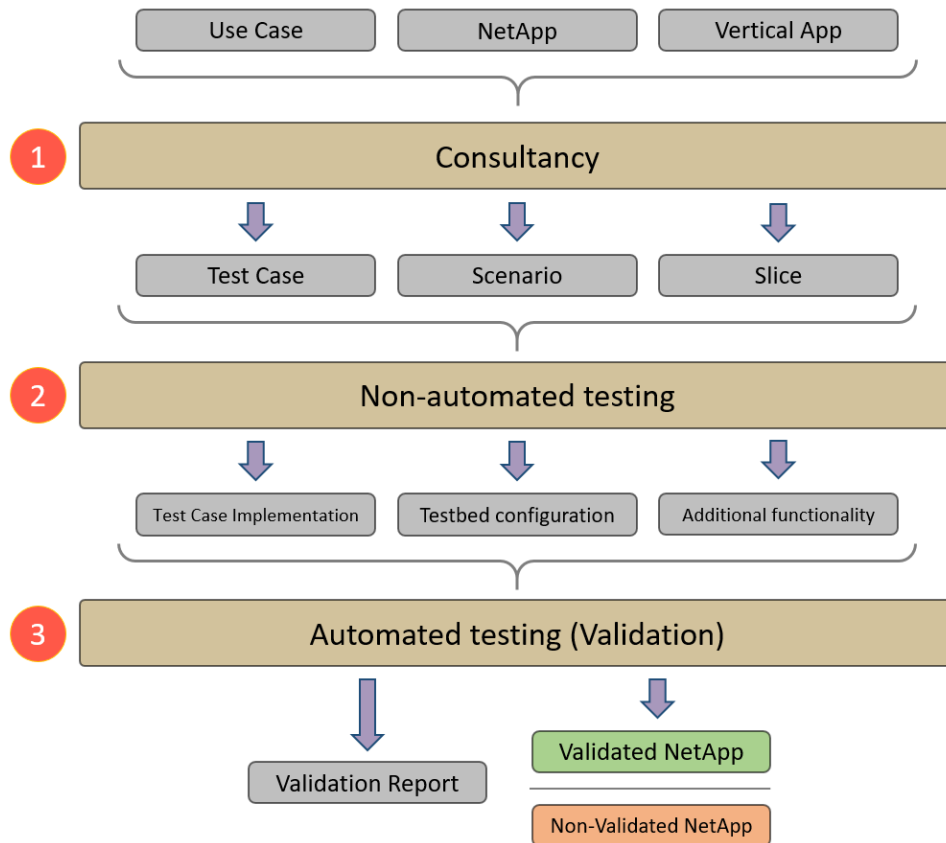 Use Case
NetApp
Vertical App
1
Consultancy
Test Case
Scenario
Slice
2
Non-automated testing
Test Case Implementation
Testbed configuration
Additional functionality
3
Automated testing (Validation)
Validation Report
Validated NetApp
Non-Validated NetApp